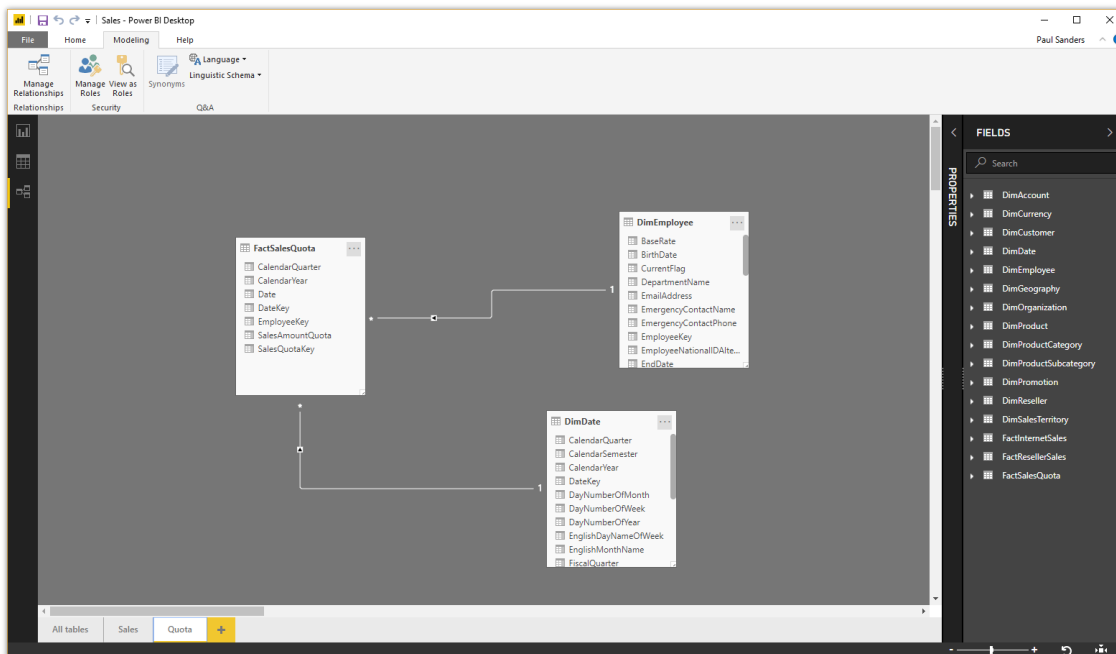 Sales - Power BI Desktop
File Home Modeling Help
Paul Sanders
Manage Relationships
Manage Roles
View as Roles
Synonyms
Language
Linguistic Schema
Relationships
Security
Q&A
FactSalesQuota
CalendarQuarter
CalendarYear
Date
DateKey
EmployeeKey
SalesAmountQuota
SalesQuotaKey
*
1
DimEmployee
BaseRate
BirthDate
CurrentFlag
DepartmentName
EmailAddress
EmergencyContactName
EmergencyContactPhone
EmployeeKey
EmployeeNationalIDAlte...
EndDate
*
1
DimDate
CalendarQuarter
CalendarSemester
CalendarYear
DateKey
DayNumberOfMonth
DayNumberOfWeek
DayNumberOfYear
EnglishDayNameOfWeek
EnglishMonthName
FiscalQuarter
PROPERTIES
FIELDS
Search
DimAccount
DimCurrency
DimCustomer
DimDate
DimEmployee
DimGeography
DimOrganization
DimProduct
DimProductCategory
DimProductSubcategory
DimPromotion
DimReseller
DimSalesTerritory
FactInternetSales
FactResellerSales
FactSalesQuota
All tables Sales Quota +
- +